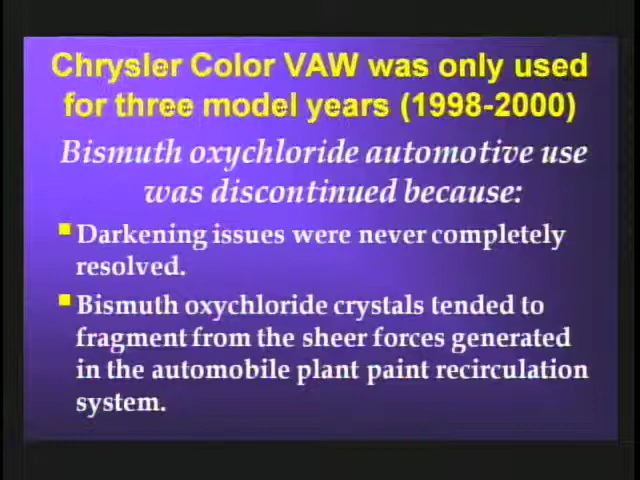 Chrysler Color VAW was only used
for three model years (1998-2000)
Bismuth oxychloride automotive use
was discontinued because:
Darkening issues were never completely
resolved.
Bismuth oxychloride crystals tended to
fragment from the sheer forces generated
in the automobile plant paint recirculation
system.